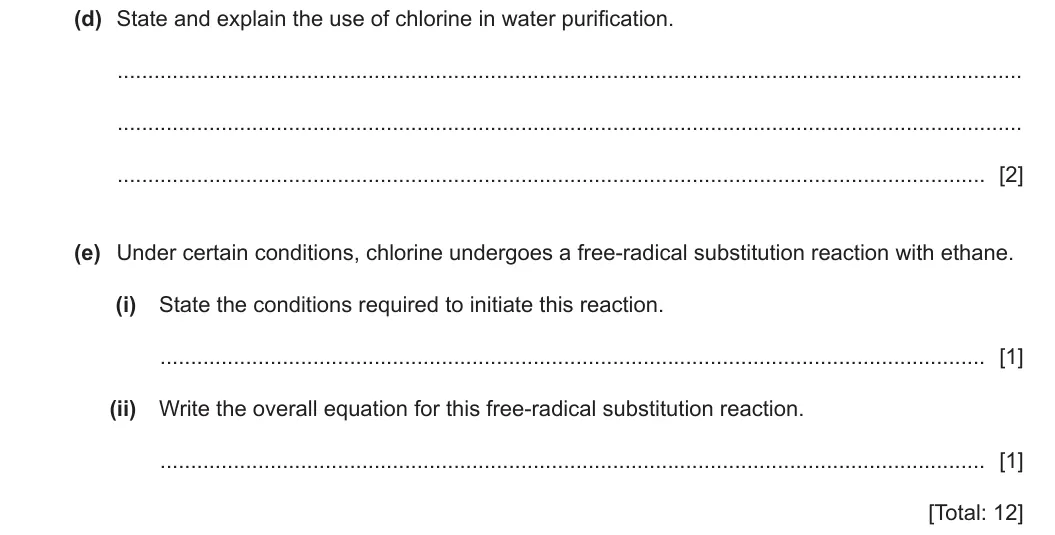 (d) State and explain the use of chlorine in water purification.
....................................................................................................................................................
....................................................................................................................................................
.............................................................................................................................................. [2]
(e) Under certain conditions, chlorine undergoes a free-radical substitution reaction with ethane.
(i) State the conditions required to initiate this reaction.
....................................................................................................................................... [1]
(ii) Write the overall equation for this free-radical substitution reaction.
....................................................................................................................................... [1]
[Total: 12]